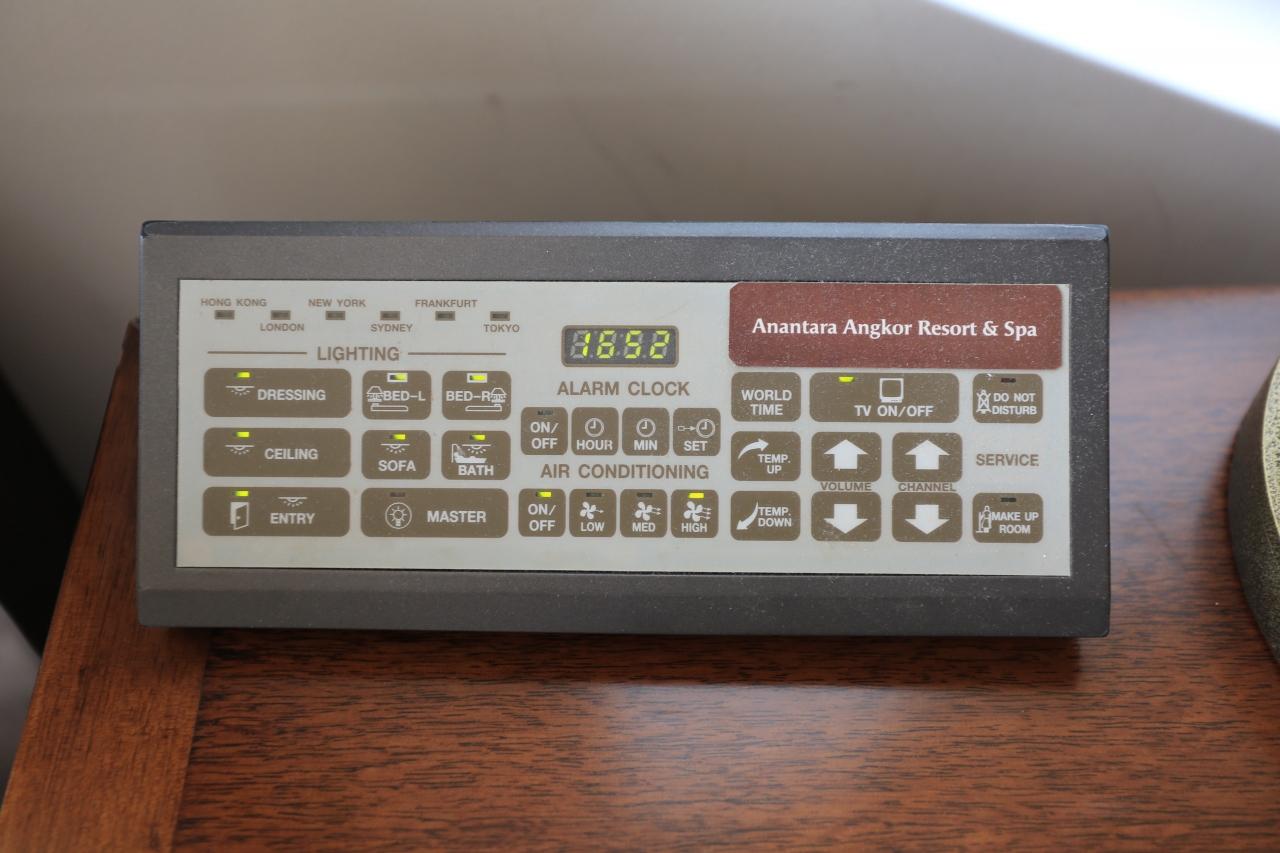 HONG KONG NEW YORK FRANKFURT
LONDON SYDNEY TOKYO
Anantara Angkor Resort & Spa
1652
LIGHTING
ALARM CLOCK
DRESSING BED-L BED-R
WORLD
TIME
TV ON/OFF
DO NOT
DISTURB
ON/
OFF
HOUR MIN SET
CEILING SOFA BATH
TEMP.
UP
SERVICE
AIR CONDITIONING
VOLUME CHANNEL
ENTRY MASTER
ON/
OFF
LOW MED HIGH
TEMP.
DOWN
MAKE UP
ROOM